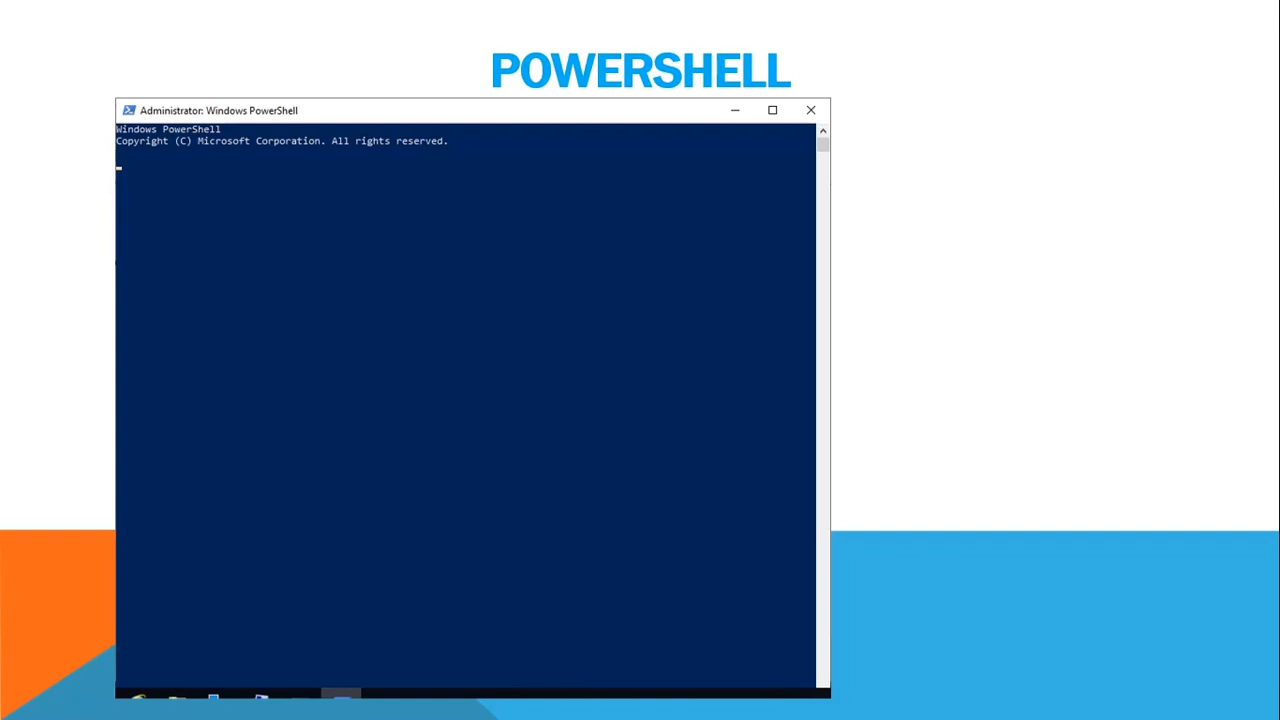 POWERSHELL
Administrator: Windows PowerShell
Windows PowerShell
Copyright (C) Microsoft Corporation. All rights reserved.